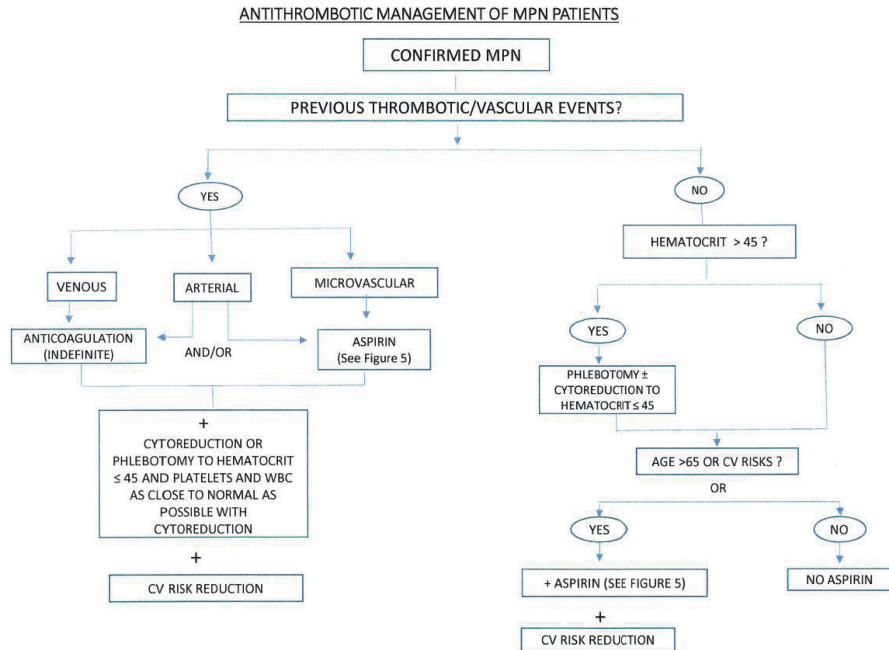 ANTITHROMBOTIC MANAGEMENT OF MPN PATIENTS
CONFIRMED MPN
PREVIOUS THROMBOTIC/VASCULAR EVENTS?
YES
VENOUS
ARTERIAL
MICROVASCULAR
ANTICOAGULATION
(INDEFINITE)
AND/OR
ASPIRIN
(See Figure 5)
+
CYTOREDUCTION OR
PHLEBOTOMY TO HEMATOCRIT
≤ 45 AND PLATELETS AND WBC
AS CLOSE TO NORMAL AS
POSSIBLE WITH
CYTOREDUCTION
+
CV RISK REDUCTION
NO
HEMATOCRIT > 45 ?
YES
NO
PHLEBOTOMY ±
CYTOREDUCTION TO
HEMATOCRIT ≤ 45
AGE >65 OR CV RISKS ?
OR
YES
NO
+ ASPIRIN (SEE FIGURE 5)
NO ASPIRIN
+
CV RISK REDUCTION